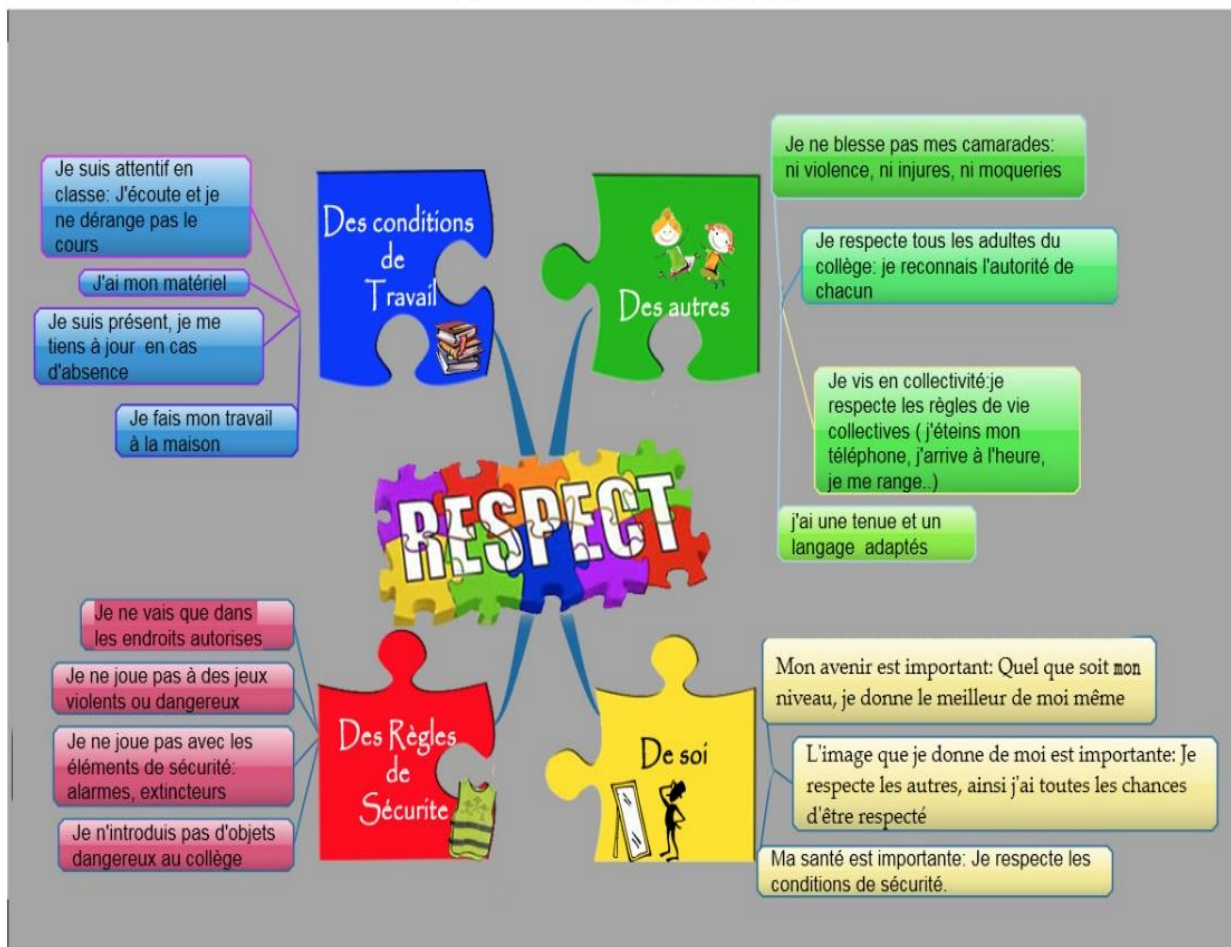 RESPECT
Des conditions
de
Travail
Je suis attentif en
classe: J'écoute et je
ne dérange pas le
cours
J'ai mon matériel
Je suis présent, je me
tiens à jour en cas
d'absence
Je fais mon travail
à la maison
Des autres
Je ne blesse pas mes camarades:
ni violence, ni injures, ni moqueries
Je respecte tous les adultes du
collège: je reconnais l'autorité de
chacun
Je vis en collectivité:je
respecte les règles de vie
collectives ( j'éteins mon
téléphone, j'arrive à l'heure,
je me range..)
j'ai une tenue et un
langage adaptés
Des Règles
de
Sécurite
Je ne vais que dans
les endroits autorises
Je ne joue pas à des jeux
violents ou dangereux
Je ne joue pas avec les
éléments de sécurité:
alarmes, extincteurs
Je n'introduis pas d'objets
dangereux au collège
De soi
Mon avenir est important: Quel que soit mon
niveau, je donne le meilleur de moi même
L'image que je donne de moi est importante: Je
respecte les autres, ainsi j'ai toutes les chances
d'être respecté
Ma santé est importante: Je respecte les
conditions de sécurité.